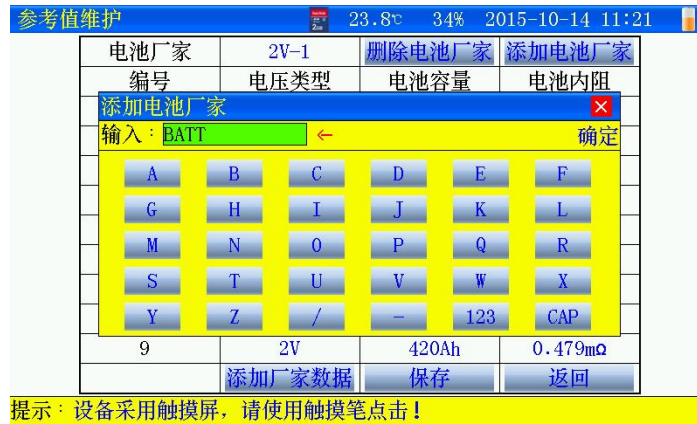 参考值维护 23.8℃ 34% 2015-10-14 11:21
电池厂家 2V-1 删除电池厂家 添加电池厂家
编号 电压类型 电池容量 电池内阻
添加电池厂家
输入：BATT ← 确定
A B C D E F
G H I J K L
M N O P Q R
S T U V W X
Y Z / - 123 CAP
9 2V 420Ah 0.479mΩ
添加厂家数据 保存 返回
提示：设备采用触摸屏，请使用触摸笔点击！